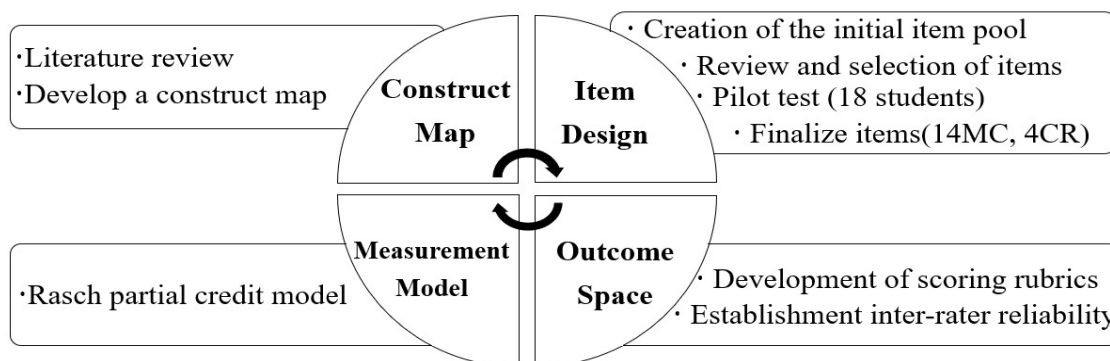 ·Literature review
·Develop a construct map
Construct
Map
Item
Design
· Creation of the initial item pool
· Review and selection of items
· Pilot test (18 students)
· Finalize items(14MC, 4CR)
·Rasch partial credit model
Measurement
Model
Outcome
Space
· Development of scoring rubrics
· Establishment inter-rater reliability